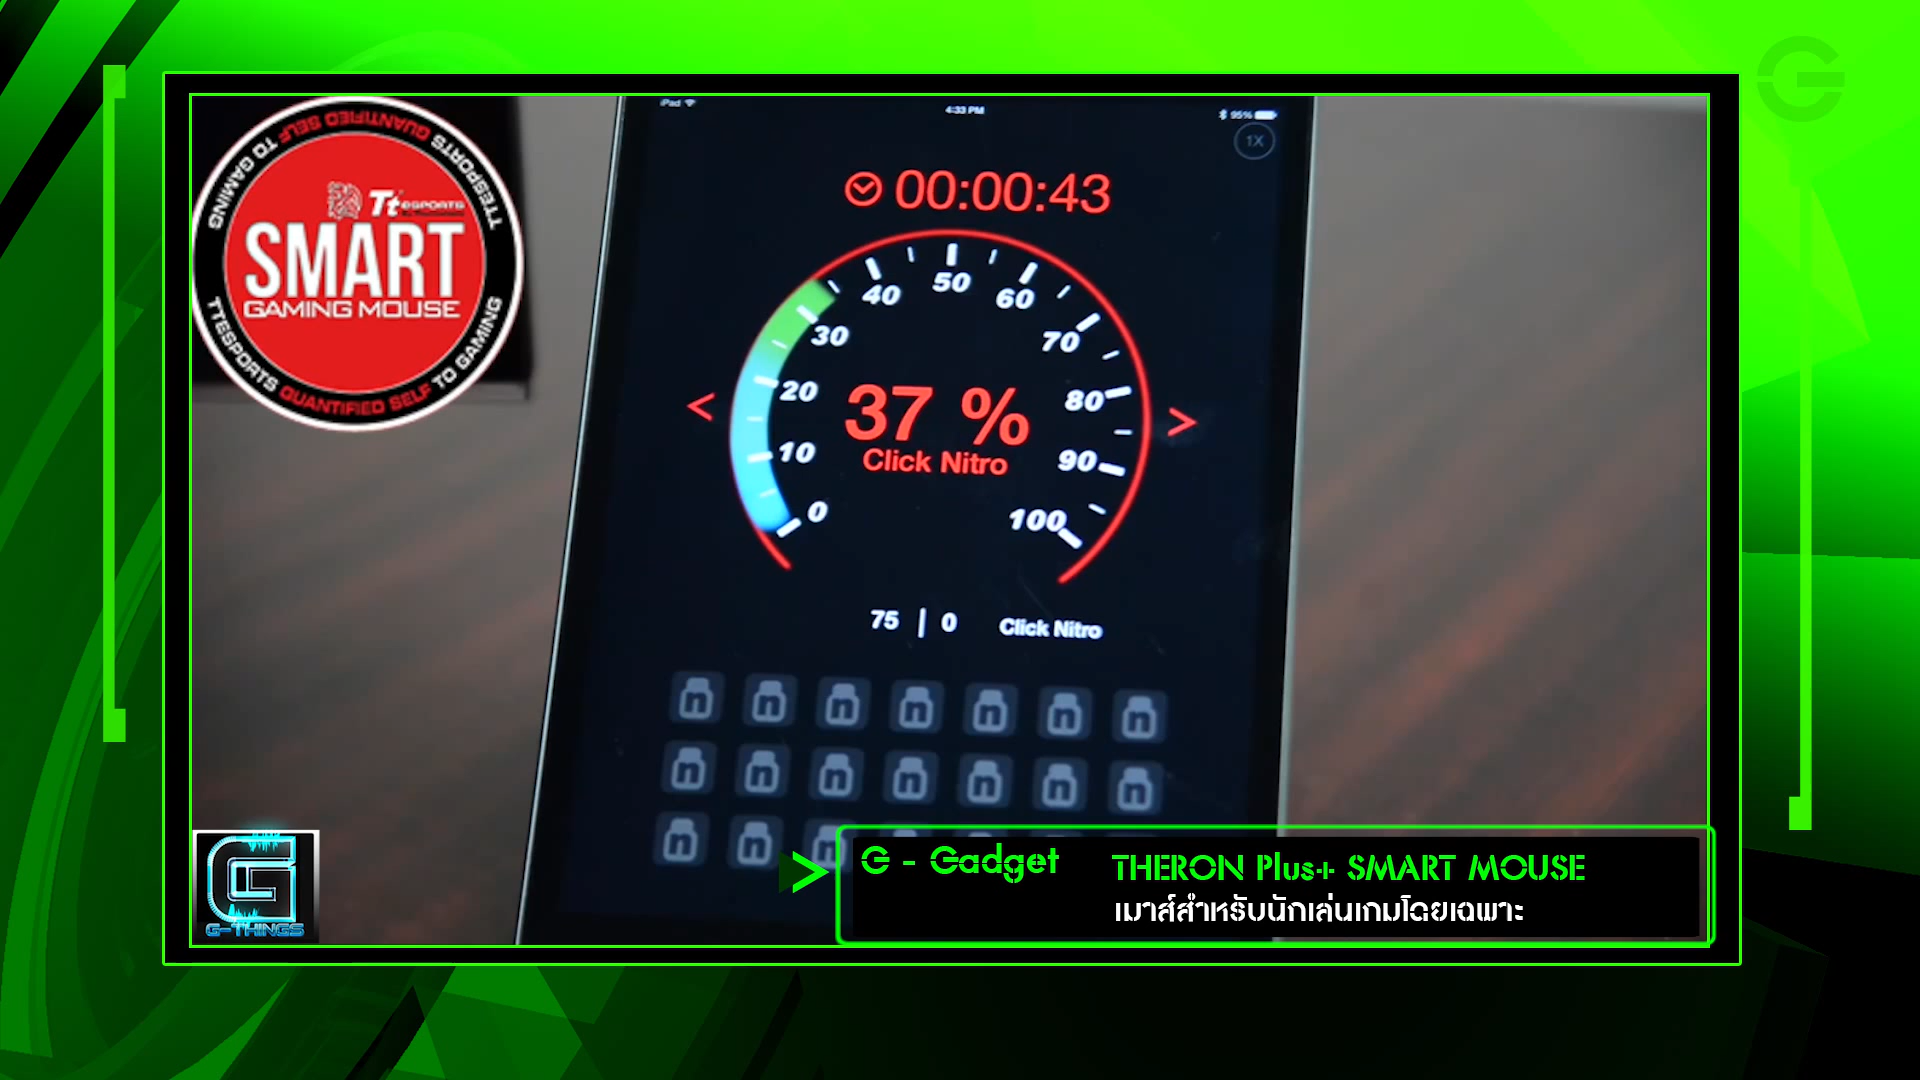 TTESPORTS QUANTIFIED SELF TO GAMING
Tt eSPORTS
SMART
GAMING MOUSE
TTESPORTS QUANTIFIED SELF TO GAMING
iPad
4:33 PM
95%
1X
00:00:43
0
10
20
30
40
50
60
70
80
90
100
<
37 %
>
Click Nitro
75 | 0 Click Nitro
n n n n n n n
n n n n n n n
n n n
G-THINGS
G - Gadget
THERON Plus+ SMART MOUSE
เมาส์สำหรับนักเล่นเกมโดยเฉพาะ
G